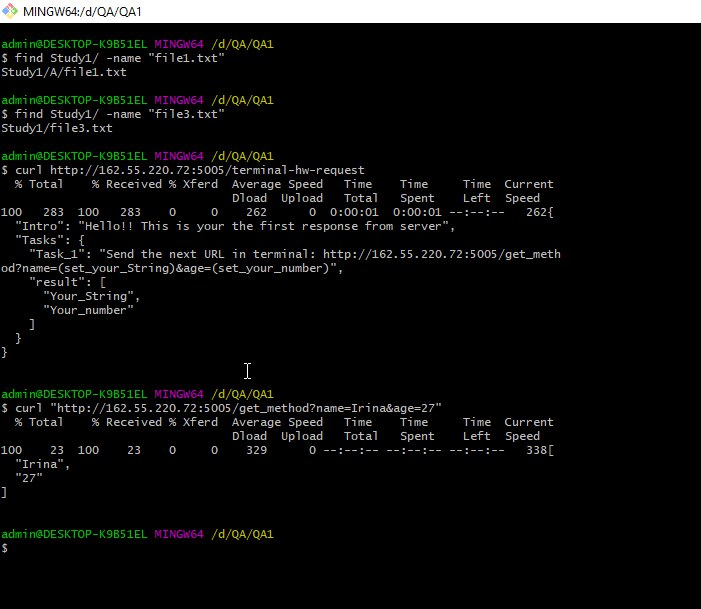 MINGW64:/d/QA/QA1
admin@DESKTOP-K9B51EL MINGW64 /d/QA/QA1
$ find Study1/ -name "file1.txt"
Study1/A/file1.txt
admin@DESKTOP-K9B51EL MINGW64 /d/QA/QA1
$ find Study1/ -name "file3.txt"
Study1/file3.txt
admin@DESKTOP-K9B51EL MINGW64 /d/QA/QA1
$ curl http://162.55.220.72:5005/terminal-hw-request
  % Total    % Received % Xferd  Average Speed   Time    Time     Time  Current
                                 Dload  Upload   Total   Spent    Left  Speed
100   283  100   283    0     0    262      0  0:00:01  0:00:01 --:--:--   262{
  "Intro": "Hello!! This is your the first response from server",
  "Tasks": {
    "Task_1": "Send the next URL in terminal: http://162.55.220.72:5005/get_meth
od?name=(set_your_String)&age=(set_your_number)",
    "result": [
      "Your_String",
      "Your_number"
    ]
  }
}
admin@DESKTOP-K9B51EL MINGW64 /d/QA/QA1
$ curl "http://162.55.220.72:5005/get_method?name=Irina&age=27"
  % Total    % Received % Xferd  Average Speed   Time    Time     Time  Current
                                 Dload  Upload   Total   Spent    Left  Speed
100    23  100    23    0     0    329      0 --:--:-- --:--:-- --:--:--   338[
  "Irina",
  "27"
]
admin@DESKTOP-K9B51EL MINGW64 /d/QA/QA1
$